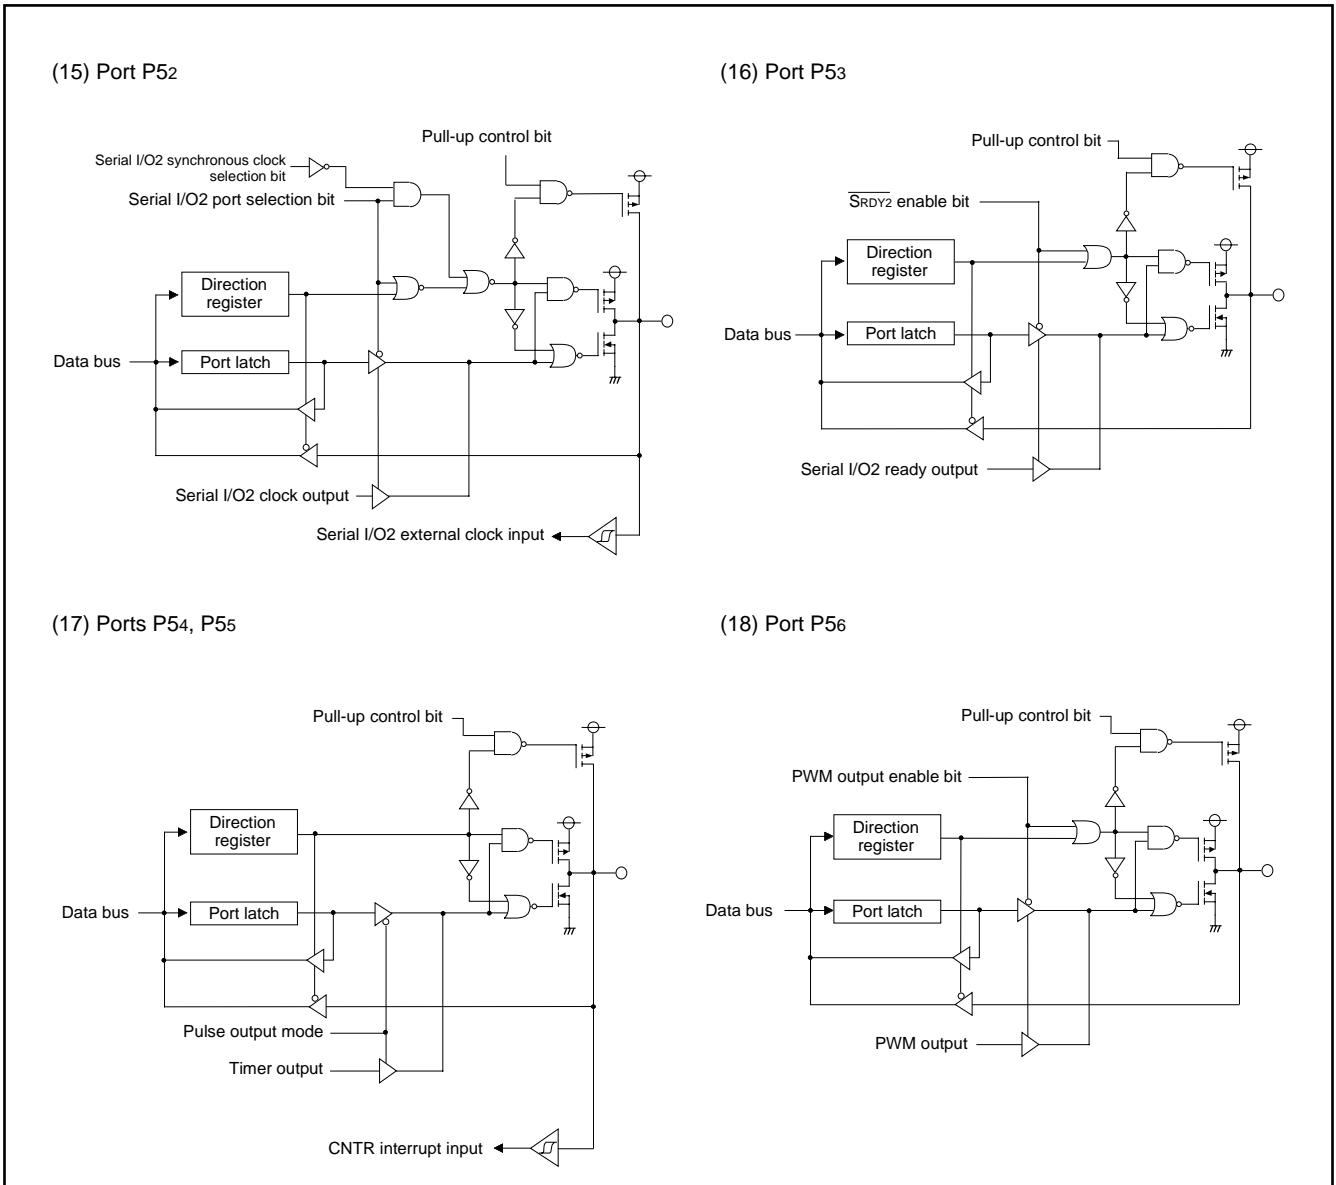 (15) Port P52
Pull-up control bit
Serial I/O2 synchronous clock
selection bit
Serial I/O2 port selection bit
Direction
register
Data bus
Port latch
Serial I/O2 clock output
Serial I/O2 external clock input
(16) Port P53
Pull-up control bit
SRDY2 enable bit
Direction
register
Data bus
Port latch
Serial I/O2 ready output
(17) Ports P54, P55
Pull-up control bit
Direction
register
Data bus
Port latch
Pulse output mode
Timer output
CNTR interrupt input
(18) Port P56
Pull-up control bit
PWM output enable bit
Direction
register
Data bus
Port latch
PWM output